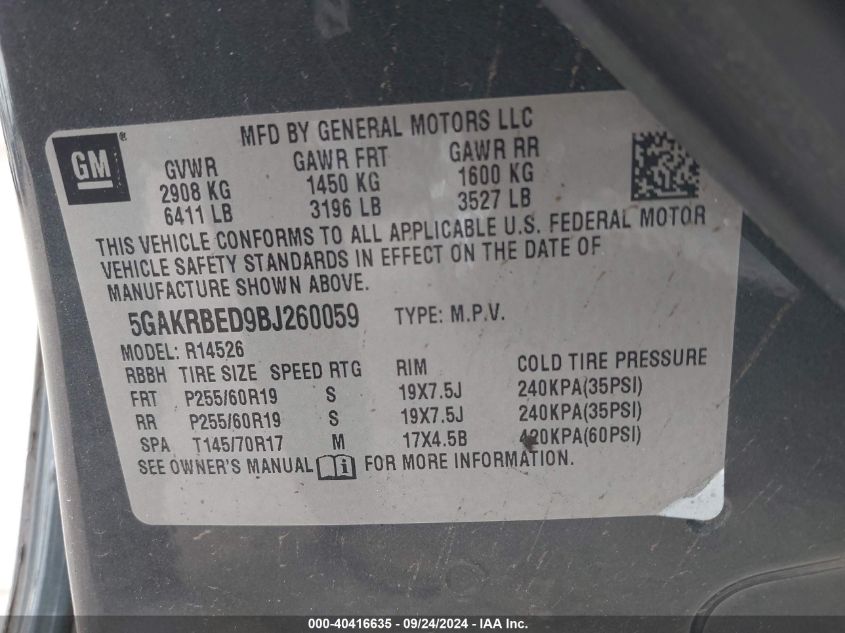 MFD BY GENERAL MOTORS LLC
GM
GVWR GAWR FRT GAWR RR
2908 KG 1450 KG 1600 KG
6411 LB 3196 LB 3527 LB
THIS VEHICLE CONFORMS TO ALL APPLICABLE U.S. FEDERAL MOTOR
VEHICLE SAFETY STANDARDS IN EFFECT ON THE DATE OF
MANUFACTURE SHOWN ABOVE.
5GAKRBED9BJ260059 TYPE: M.P.V.
MODEL: R14526
RBBH TIRE SIZE SPEED RTG RIM COLD TIRE PRESSURE
FRT P255/60R19 S 19X7.5J 240KPA(35PSI)
RR P255/60R19 S 19X7.5J 240KPA(35PSI)
SPA T145/70R17 M 17X4.5B 420KPA(60PSI)
SEE OWNER'S MANUAL FOR MORE INFORMATION.
000-40416635 - 09/24/2024 - IAA Inc.